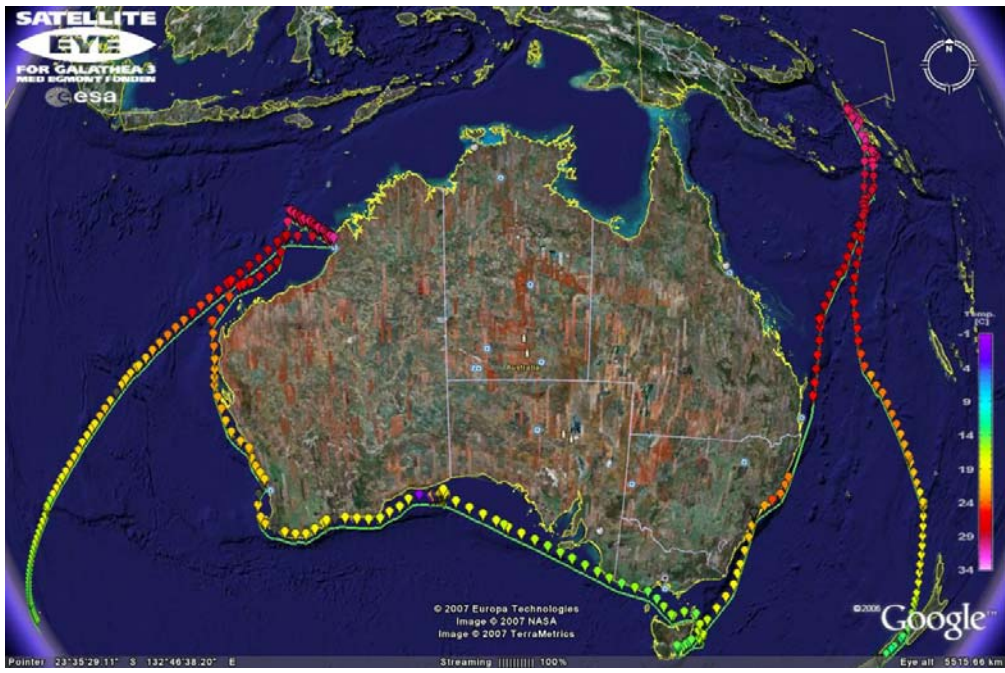 SATELLITE
EYE
FOR GALATHEA 3
MED EGMONT FONDEN
esa
N
Temp.
[C]
-1
4
9
14
19
24
29
34
Australia
© 2007 Europa Technologies
Image © 2007 NASA
Image © 2007 TerraMetrics
©2006 Google™
Pointer 23°35'29.11" S 132°46'38.20" E
Streaming |||||||||| 100%
Eye alt 5515.66 km